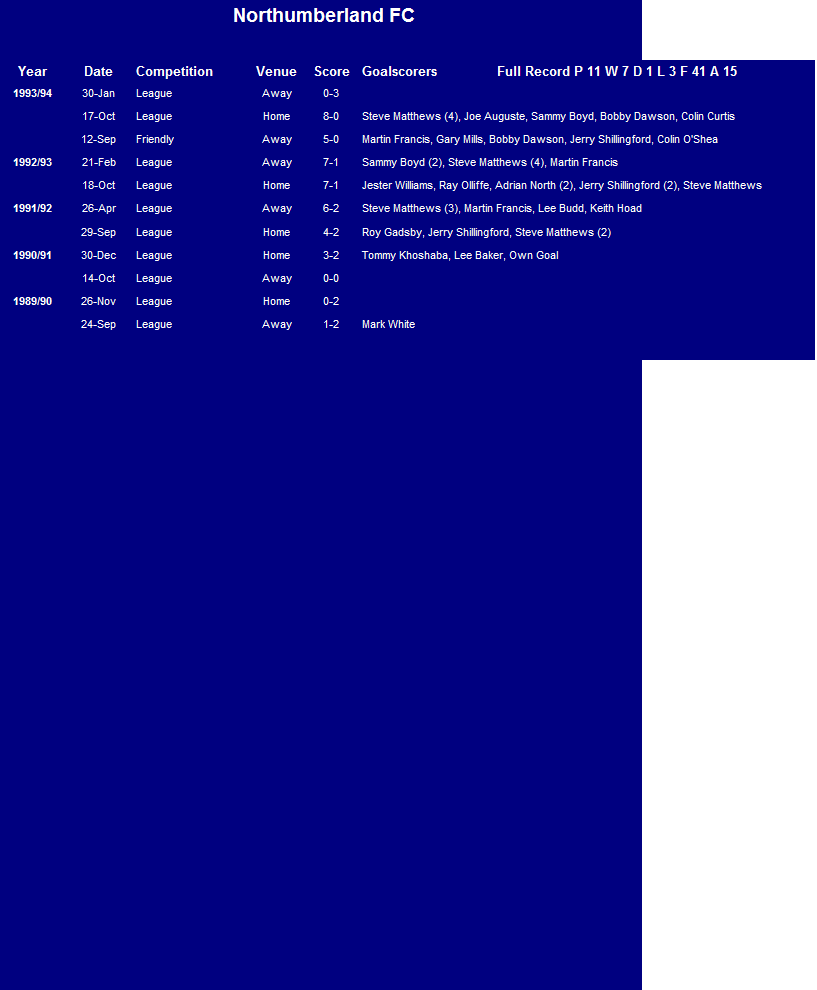 Northumberland FC
Year Date Competition Venue Score Goalscorers Full Record P 11 W 7 D 1 L 3 F 41 A 15
1993/94 30-Jan League Away 0-3
17-Oct League Home 8-0 Steve Matthews (4), Joe Auguste, Sammy Boyd, Bobby Dawson, Colin Curtis
12-Sep Friendly Away 5-0 Martin Francis, Gary Mills, Bobby Dawson, Jerry Shillingford, Colin O'Shea
1992/93 21-Feb League Away 7-1 Sammy Boyd (2), Steve Matthews (4), Martin Francis
18-Oct League Home 7-1 Jester Williams, Ray Olliffe, Adrian North (2), Jerry Shillingford (2), Steve Matthews
1991/92 26-Apr League Away 6-2 Steve Matthews (3), Martin Francis, Lee Budd, Keith Hoad
29-Sep League Home 4-2 Roy Gadsby, Jerry Shillingford, Steve Matthews (2)
1990/91 30-Dec League Home 3-2 Tommy Khoshaba, Lee Baker, Own Goal
14-Oct League Away 0-0
1989/90 26-Nov League Home 0-2
24-Sep League Away 1-2 Mark White